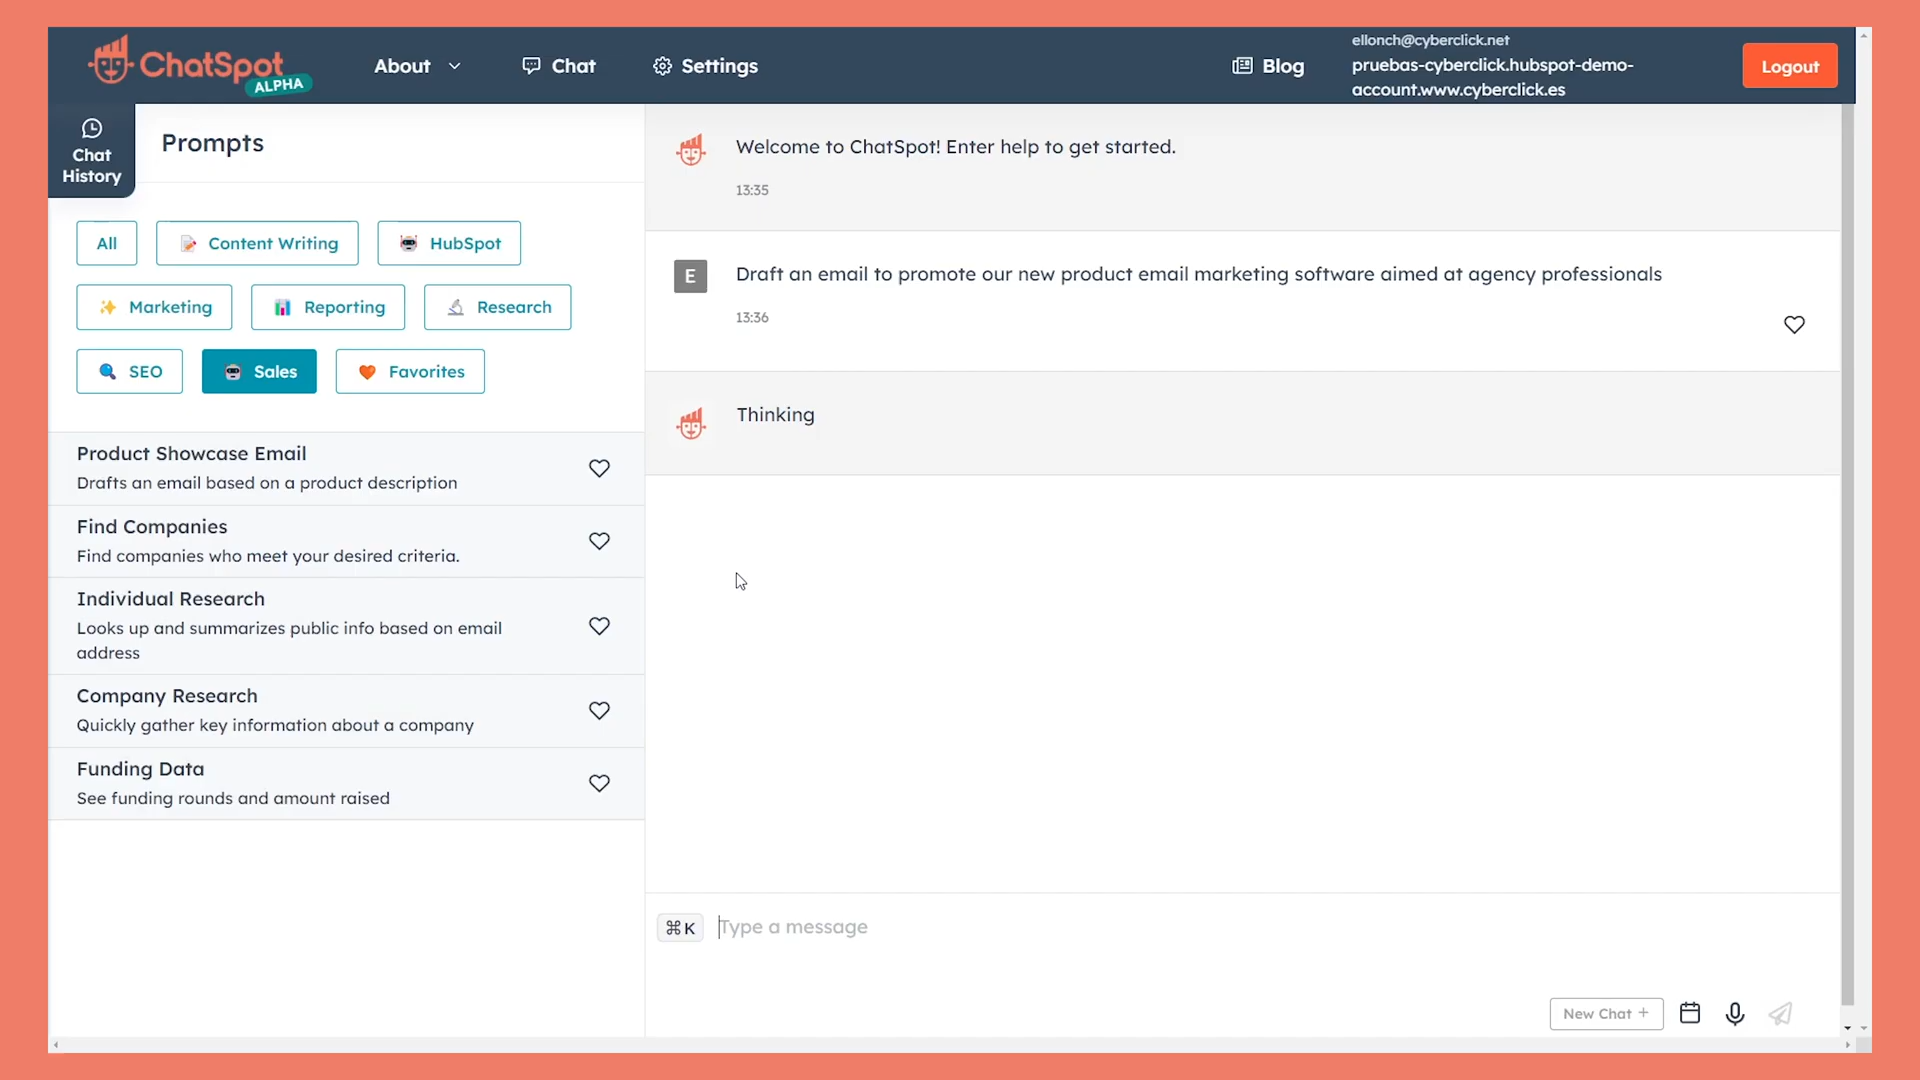 ChatSpot
ALPHA
About
Chat
Settings
Blog
ellonch@cyberclick.net
pruebas-cyberclick.hubspot-demo-
account.www.cyberclick.es
Logout
Chat
History
Prompts
All
Content Writing
HubSpot
Marketing
Reporting
Research
SEO
Sales
Favorites
Product Showcase Email
Drafts an email based on a product description
Find Companies
Find companies who meet your desired criteria.
Individual Research
Looks up and summarizes public info based on email
address
Company Research
Quickly gather key information about a company
Funding Data
See funding rounds and amount raised
Welcome to ChatSpot! Enter help to get started.
13:35
E
Draft an email to promote our new product email marketing software aimed at agency professionals
13:36
Thinking
⌘K
Type a message
New Chat +